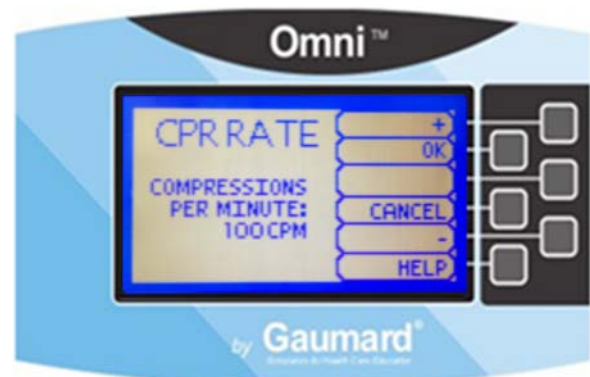 Omni™
CPR RATE
COMPRESSIONS
PER MINUTE:
100 CPM
+
OK
CANCEL
-
HELP
by Gaumard®